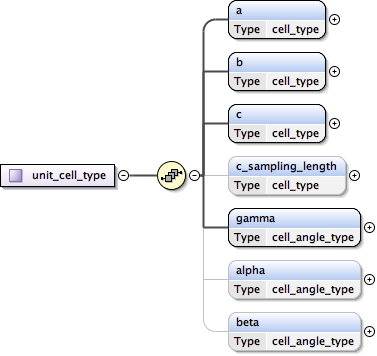 a
Type cell_type
b
Type cell_type
c
Type cell_type
unit_cell_type
c_sampling_length
Type cell_type
gamma
Type cell_angle_type
alpha
Type cell_angle_type
beta
Type cell_angle_type